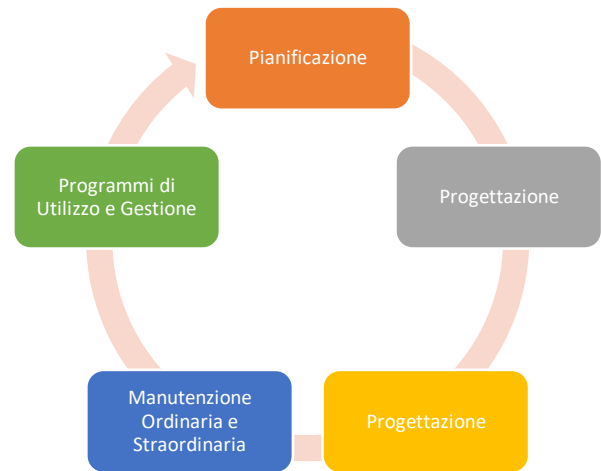 Pianificazione
Progettazione
Progettazione
Manutenzione
Ordinaria e
Straordinaria
Programmi di
Utilizzo e Gestione